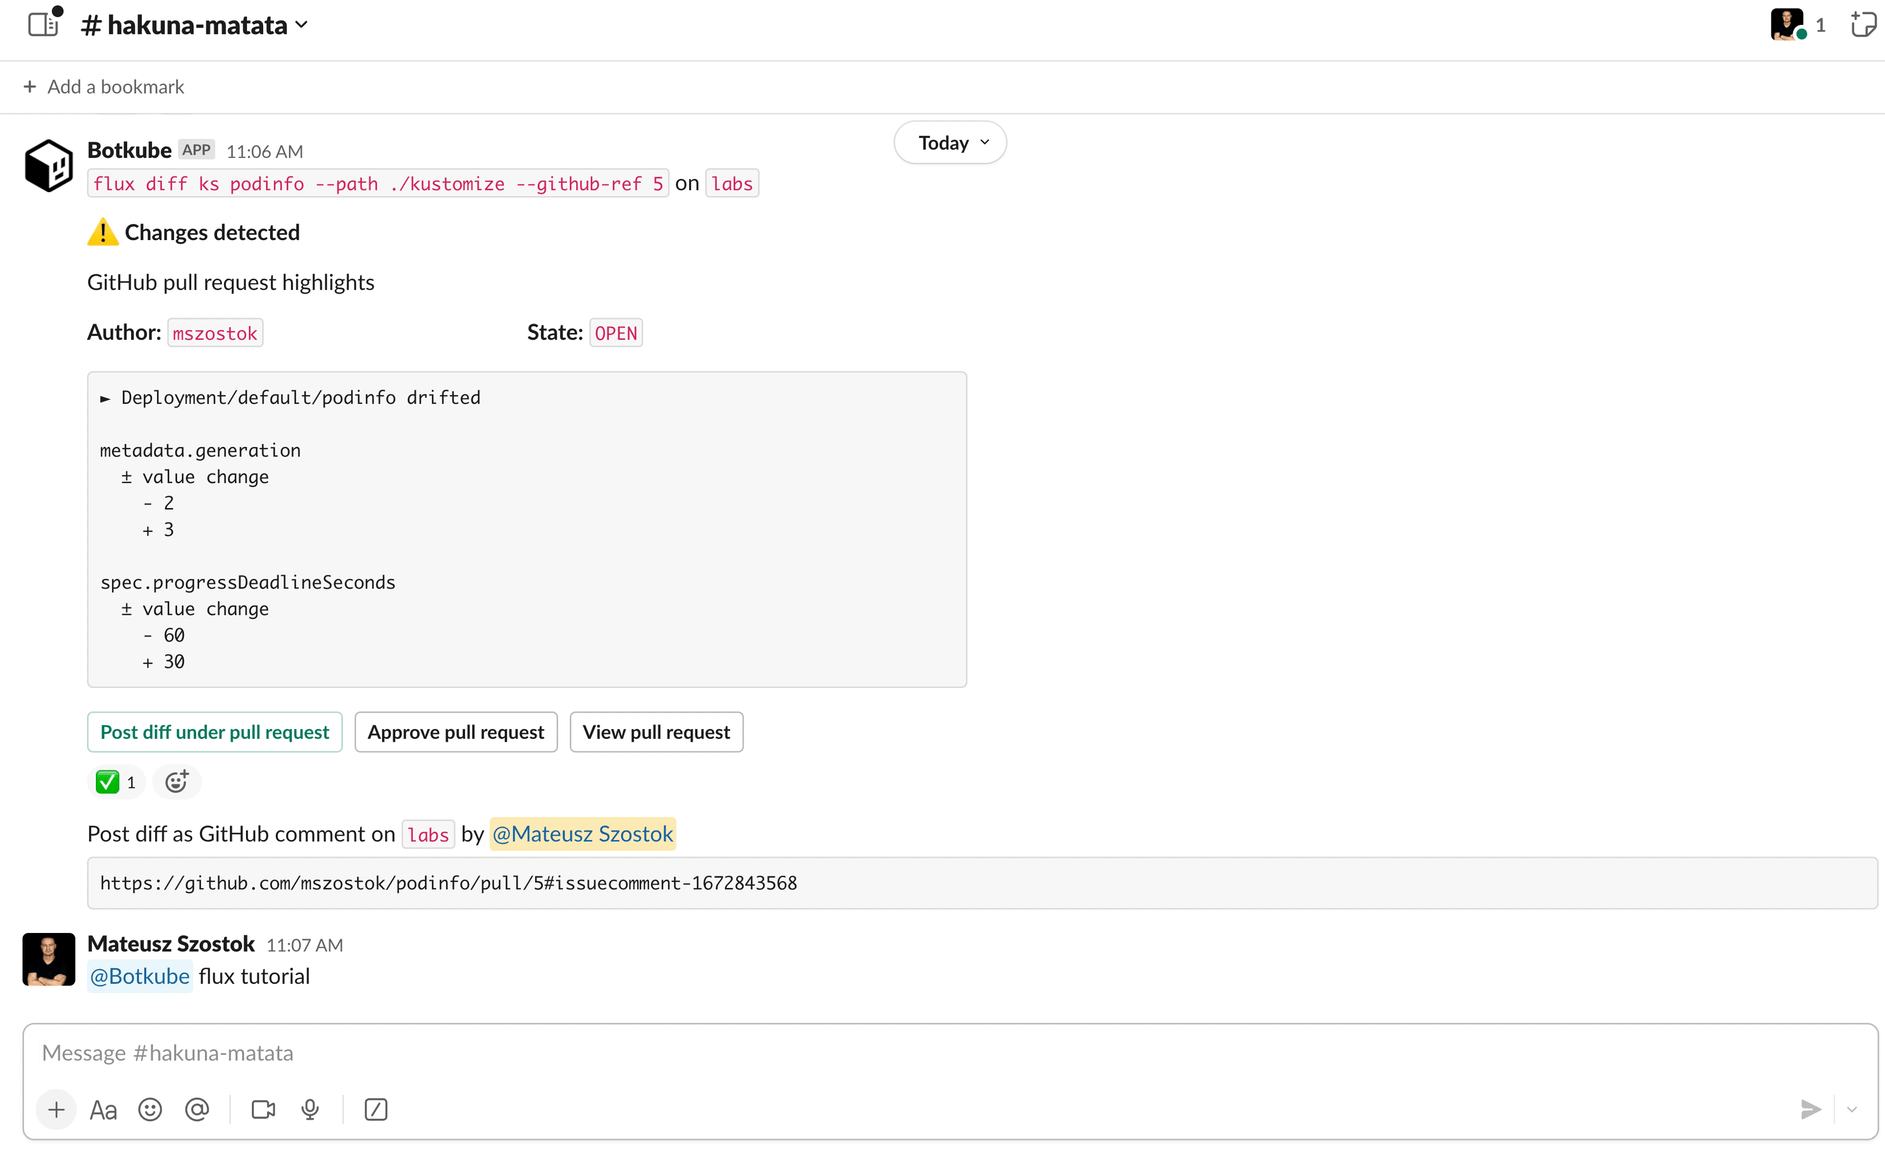 # hakuna-matata
1
+ Add a bookmark
Today
Botkube APP 11:06 AM
flux diff ks podinfo --path ./kustomize --github-ref 5 on labs
Changes detected
GitHub pull request highlights
Author: mszostok State: OPEN
► Deployment/default/podinfo drifted
metadata.generation
± value change
- 2
+ 3
spec.progressDeadlineSeconds
± value change
- 60
+ 30
Post diff under pull request Approve pull request View pull request
1
Post diff as GitHub comment on labs by @Mateusz Szostok
https://github.com/mszostok/podinfo/pull/5#issuecomment-1672843568
Mateusz Szostok 11:07 AM
@Botkube flux tutorial
Message #hakuna-matata
Aa